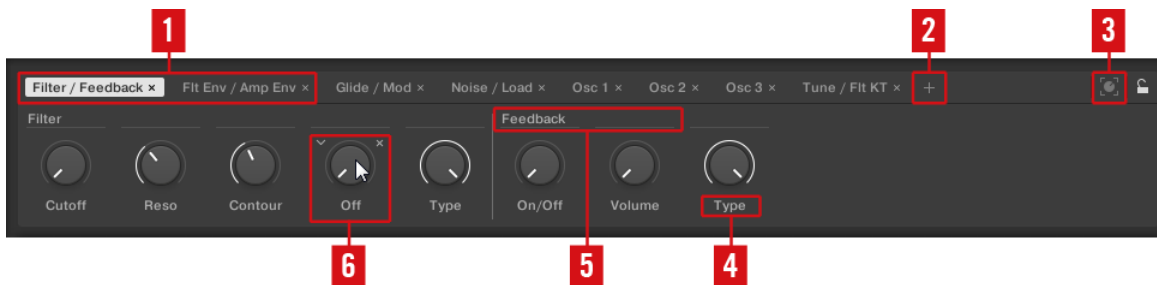 1 2 3
Filter / Feedback × Flt Env / Amp Env × Glide / Mod × Noise / Load × Osc 1 × Osc 2 × Osc 3 × Tune / Flt KT × +
Filter Feedback
Cutoff Reso Contour Off Type On/Off Volume Type
6 5 4